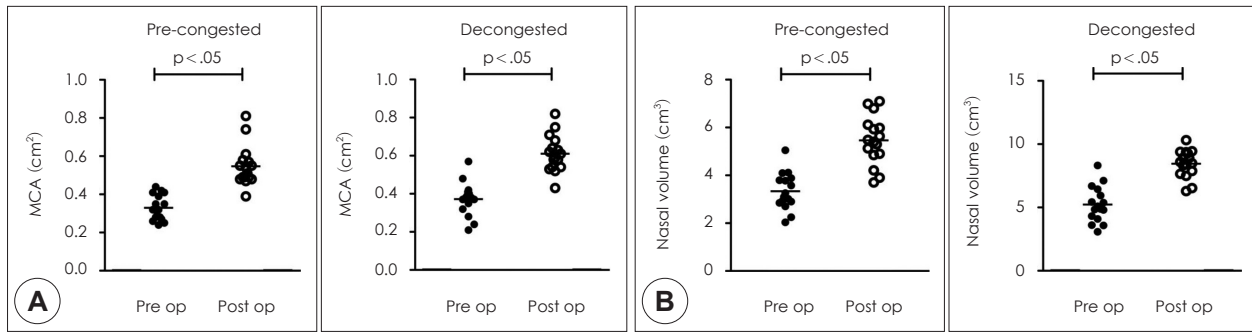 Pre-congested
p<.05
1.0
0.8
0.6
0.4
0.2
0.0
MCA (cm²)
Pre op Post op
A
Decongested
p<.05
1.0
0.8
0.6
0.4
0.2
0.0
MCA (cm²)
Pre op Post op
Pre-congested
p<.05
8
6
4
2
0
Nasal volume (cm³)
Pre op Post op
B
Decongested
p<.05
15
10
5
0
Nasal volume (cm³)
Pre op Post op